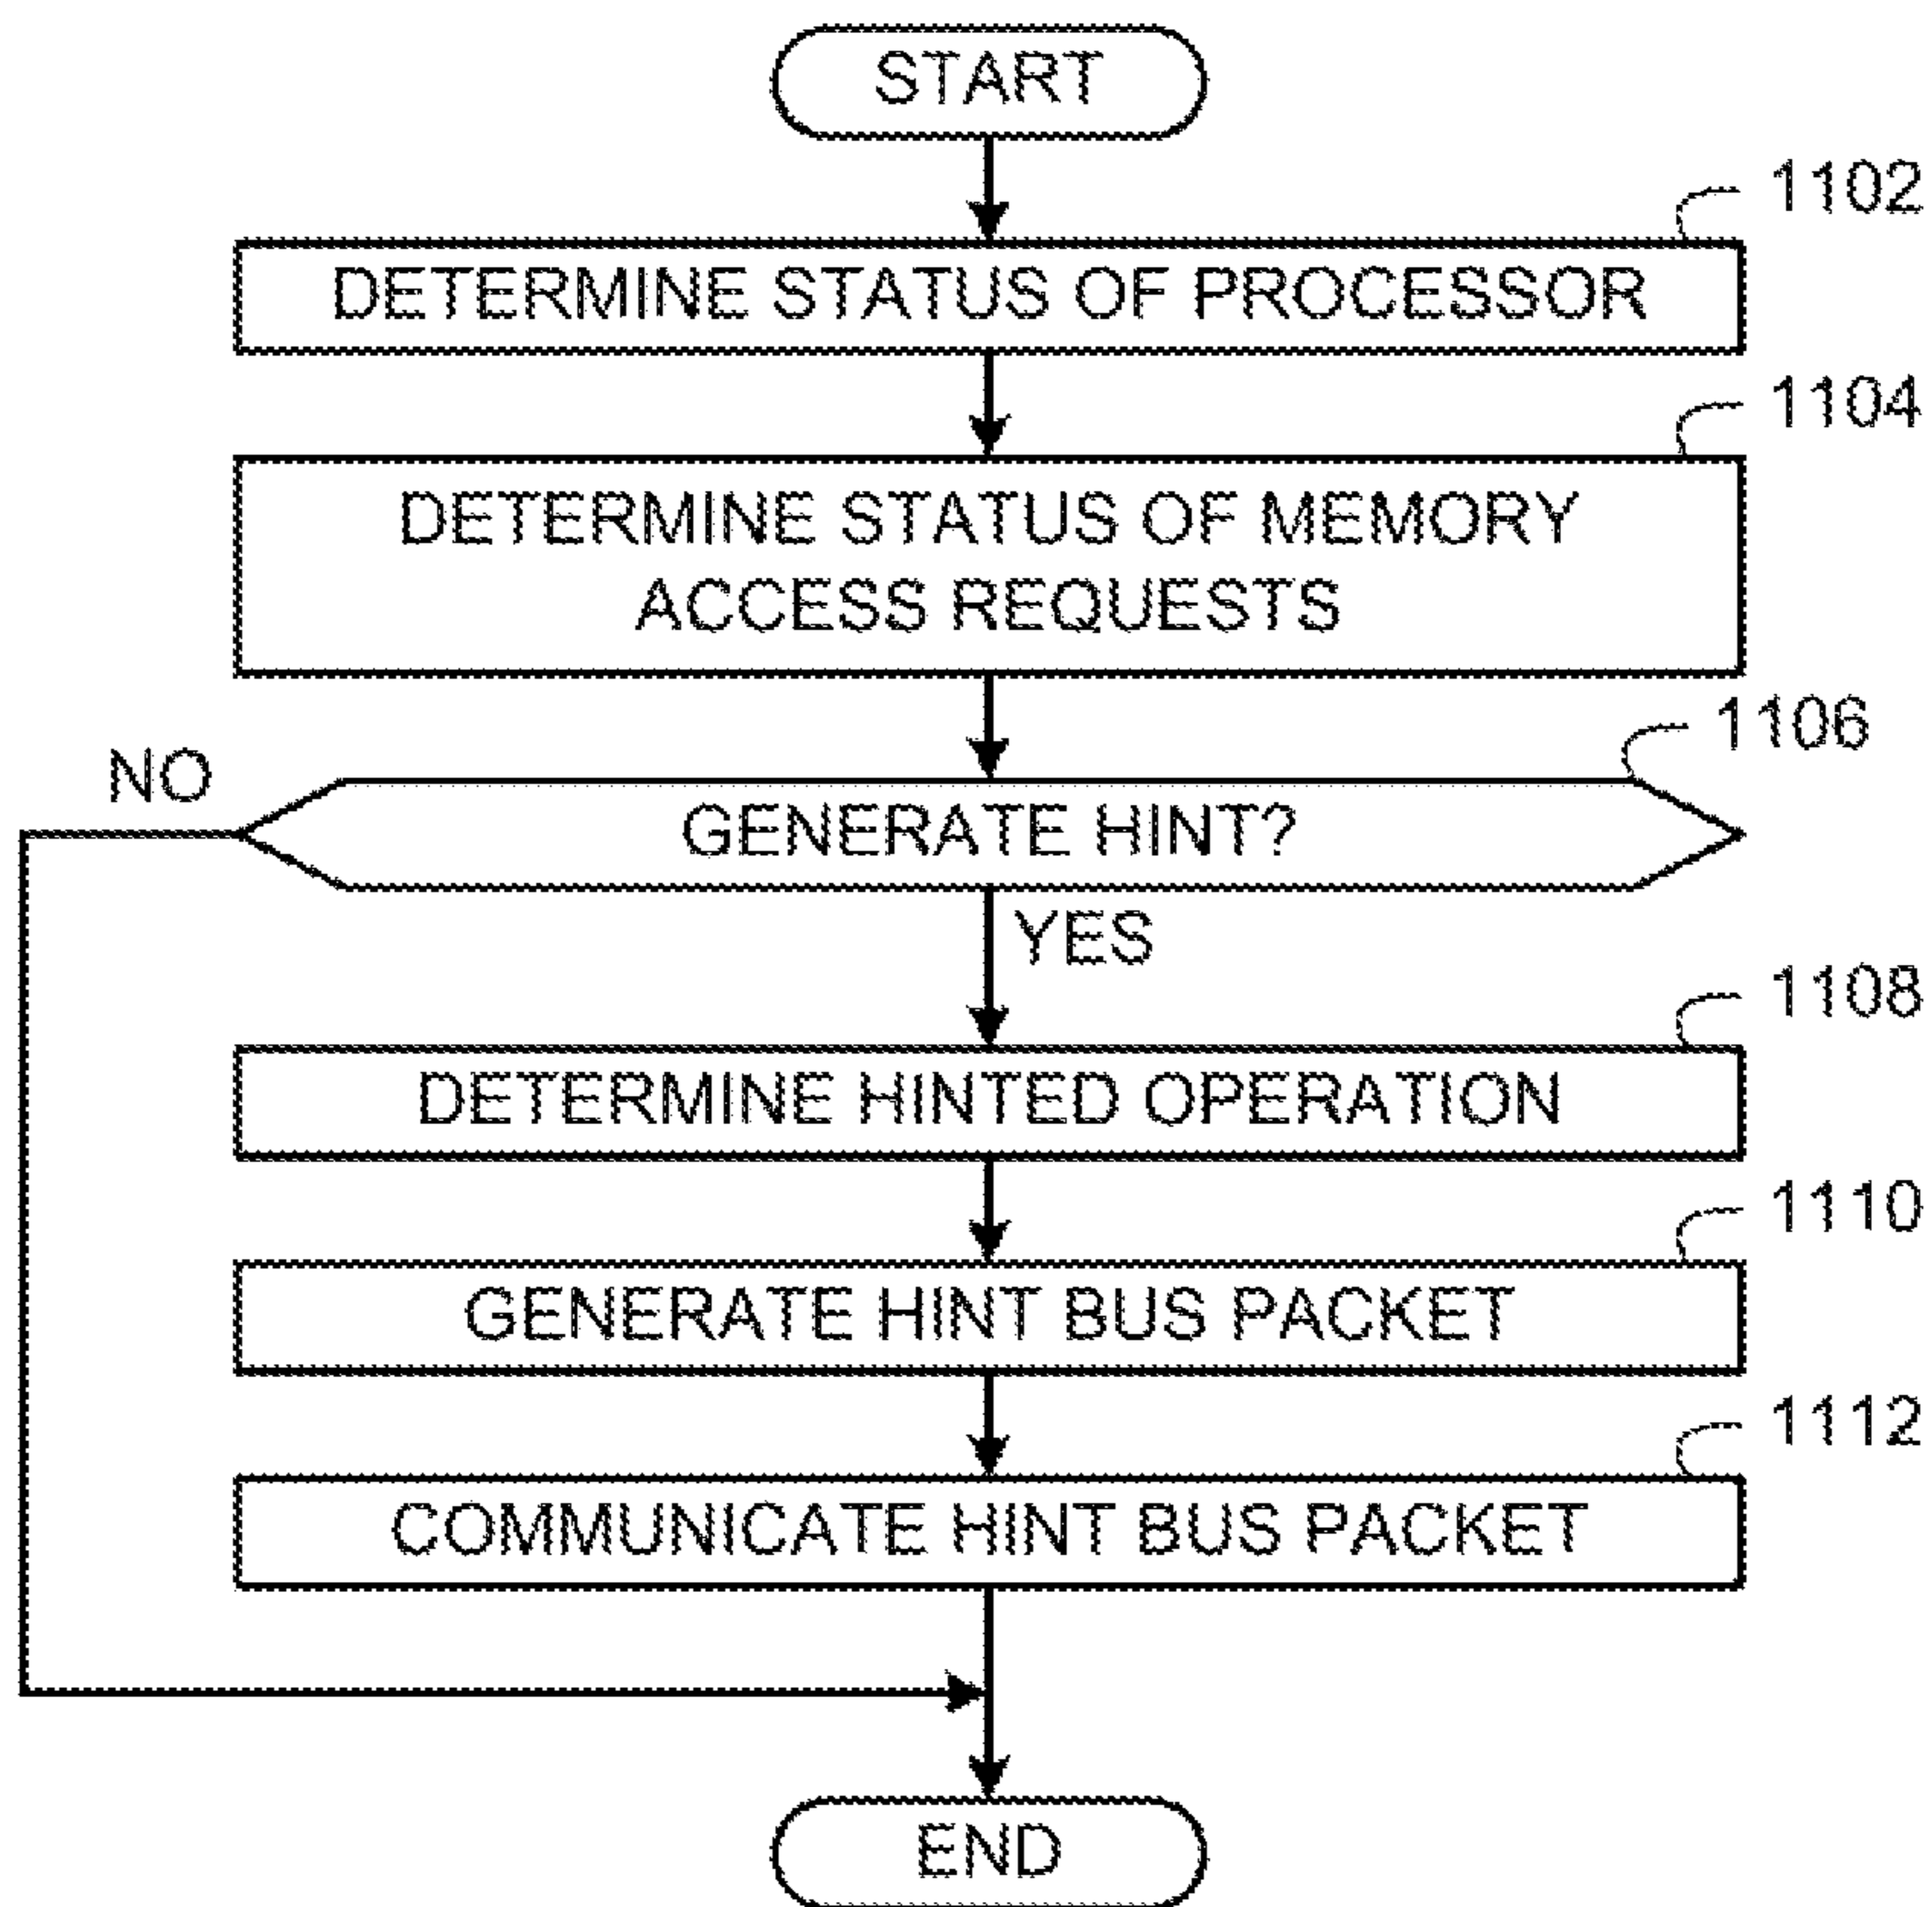 START
1102
DETERMINE STATUS OF PROCESSOR
1104
DETERMINE STATUS OF MEMORY
ACCESS REQUESTS
1106
NO
GENERATE HINT?
YES
1108
DETERMINE HINTED OPERATION
1110
GENERATE HINT BUS PACKET
1112
COMMUNICATE HINT BUS PACKET
END